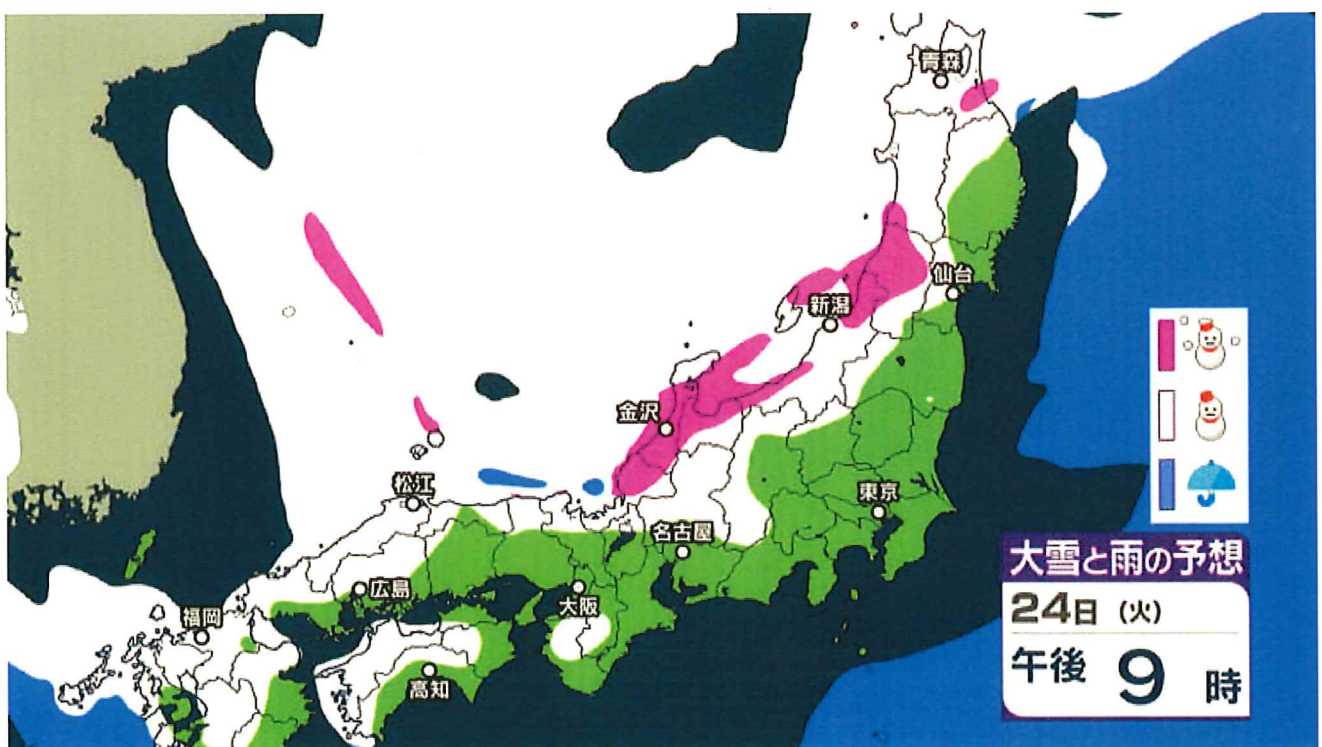 青森
仙台
新潟
金沢
松江
東京
名古屋
広島
大阪
福岡
高知
大雪と雨の予想
24日（火）
午後 9 時